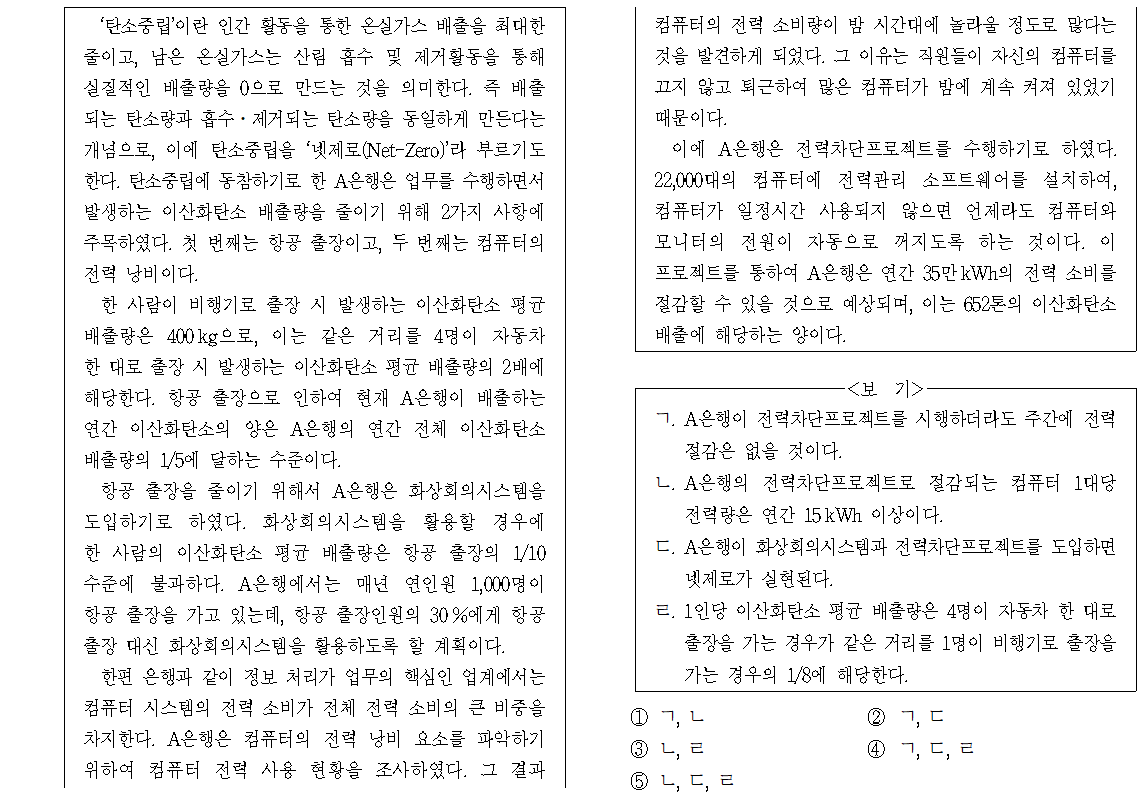 ‘탄소중립’이란 인간 활동을 통한 온실가스 배출을 최대한
줄이고, 남은 온실가스는 산림 흡수 및 제거활동을 통해
실질적인 배출량을 0으로 만드는 것을 의미한다. 즉 배출
되는 탄소량과 흡수·제거되는 탄소량을 동일하게 만든다는
개념으로, 이에 탄소중립을 ‘넷제로(Net-Zero)’라 부르기도
한다. 탄소중립에 동참하기로 한 A은행은 업무를 수행하면서
발생하는 이산화탄소 배출량을 줄이기 위해 2가지 사항에
주목하였다. 첫 번째는 항공 출장이고, 두 번째는 컴퓨터의
전력 낭비이다.
한 사람이 비행기로 출장 시 발생하는 이산화탄소 평균
배출량은 400kg으로, 이는 같은 거리를 4명이 자동차
한 대로 출장 시 발생하는 이산화탄소 평균 배출량의 2배에
해당한다. 항공 출장으로 인하여 현재 A은행이 배출하는
연간 이산화탄소의 양은 A은행의 연간 전체 이산화탄소
배출량의 1/5에 달하는 수준이다.
항공 출장을 줄이기 위해서 A은행은 화상회의시스템을
도입하기로 하였다. 화상회의시스템을 활용할 경우에
한 사람의 이산화탄소 평균 배출량은 항공 출장의 1/10
수준에 불과하다. A은행에서는 매년 연인원 1,000명이
항공 출장을 가고 있는데, 항공 출장인원의 30%에게 항공
출장 대신 화상회의시스템을 활용하도록 할 계획이다.
한편 은행과 같이 정보 처리가 업무의 핵심인 업계에서는
컴퓨터 시스템의 전력 소비가 전체 전력 소비의 큰 비중을
차지한다. A은행은 컴퓨터의 전력 낭비 요소를 파악하기
위하여 컴퓨터 전력 사용 현황을 조사하였다. 그 결과
컴퓨터의 전력 소비량이 밤 시간대에 놀라울 정도로 많다는
것을 발견하게 되었다. 그 이유는 직원들이 자신의 컴퓨터를
끄지 않고 퇴근하여 많은 컴퓨터가 밤에 계속 켜져 있었기
때문이다.
이에 A은행은 전력차단프로젝트를 수행하기로 하였다.
22,000대의 컴퓨터에 전력관리 소프트웨어를 설치하여,
컴퓨터가 일정시간 사용되지 않으면 언제라도 컴퓨터와
모니터의 전원이 자동으로 꺼지도록 하는 것이다. 이
프로젝트를 통하여 A은행은 연간 35만kWh의 전력 소비를
절감할 수 있을 것으로 예상되며, 이는 652톤의 이산화탄소
배출에 해당하는 양이다.
<보 기>
ㄱ. A은행이 전력차단프로젝트를 시행하더라도 주간에 전력
절감은 없을 것이다.
ㄴ. A은행의 전력차단프로젝트로 절감되는 컴퓨터 1대당
전력량은 연간 15kWh 이상이다.
ㄷ. A은행이 화상회의시스템과 전력차단프로젝트를 도입하면
넷제로가 실현된다.
ㄹ. 1인당 이산화탄소 평균 배출량은 4명이 자동차 한 대로
출장을 가는 경우가 같은 거리를 1명이 비행기로 출장을
가는 경우의 1/8에 해당한다.
① ㄱ, ㄴ ② ㄱ, ㄷ
③ ㄴ, ㄹ ④ ㄱ, ㄷ, ㄹ
⑤ ㄴ, ㄷ, ㄹ